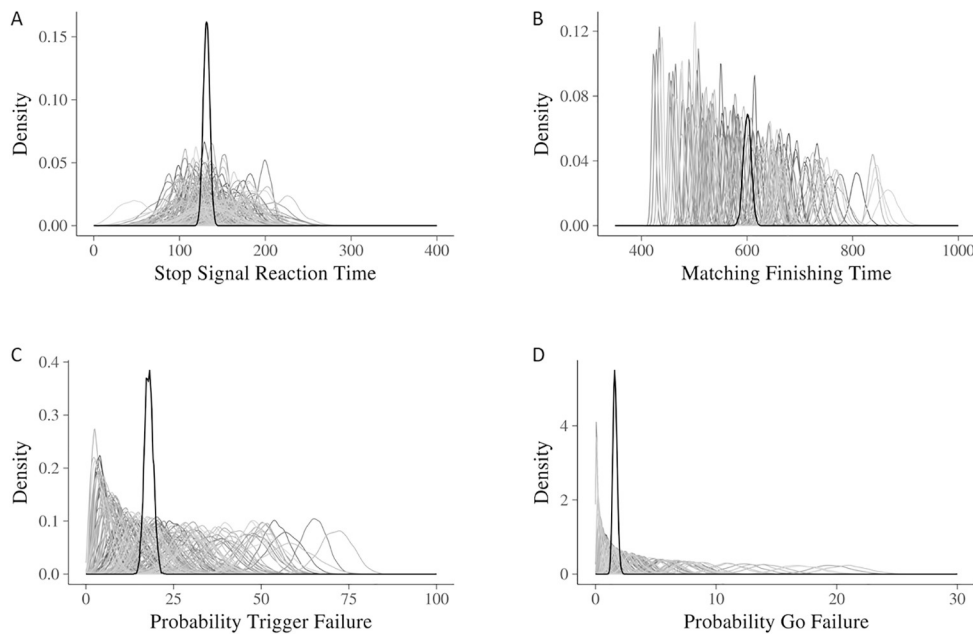 A
0.15
0.10
0.05
0.00
Density
0 100 200 300 400
Stop Signal Reaction Time
B
0.12
0.08
0.04
0.00
Density
400 600 800 1000
Matching Finishing Time
C
0.4
0.3
0.2
0.1
0.0
Density
0 25 50 75 100
Probability Trigger Failure
D
4
2
0
Density
0 10 20 30
Probability Go Failure